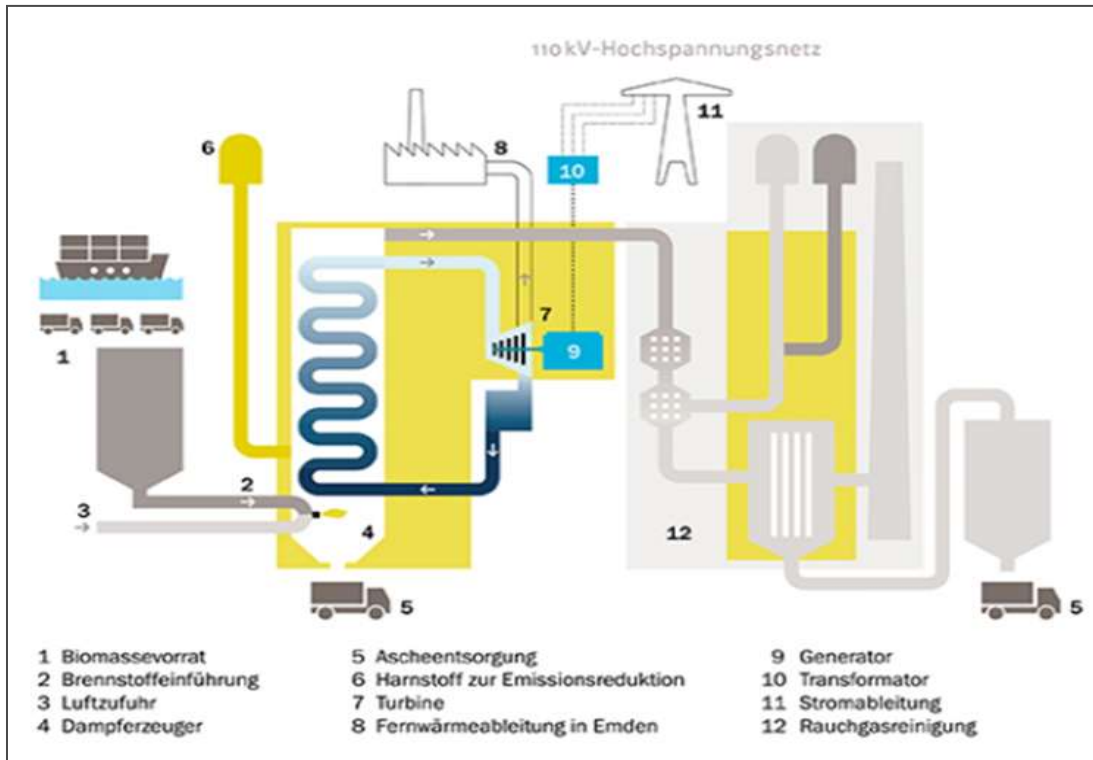 110 kV-Hochspannungsnetz
11
8
6
10
7
9
1
2
3
4
12
5
5
1 Biomassevorrat
2 Brennstoffeinführung
3 Luftzufuhr
4 Dampferzeuger
5 Ascheentsorgung
6 Harnstoff zur Emissionsreduktion
7 Turbine
8 Fernwärmeableitung in Emden
9 Generator
10 Transformator
11 Stromableitung
12 Rauchgasreinigung